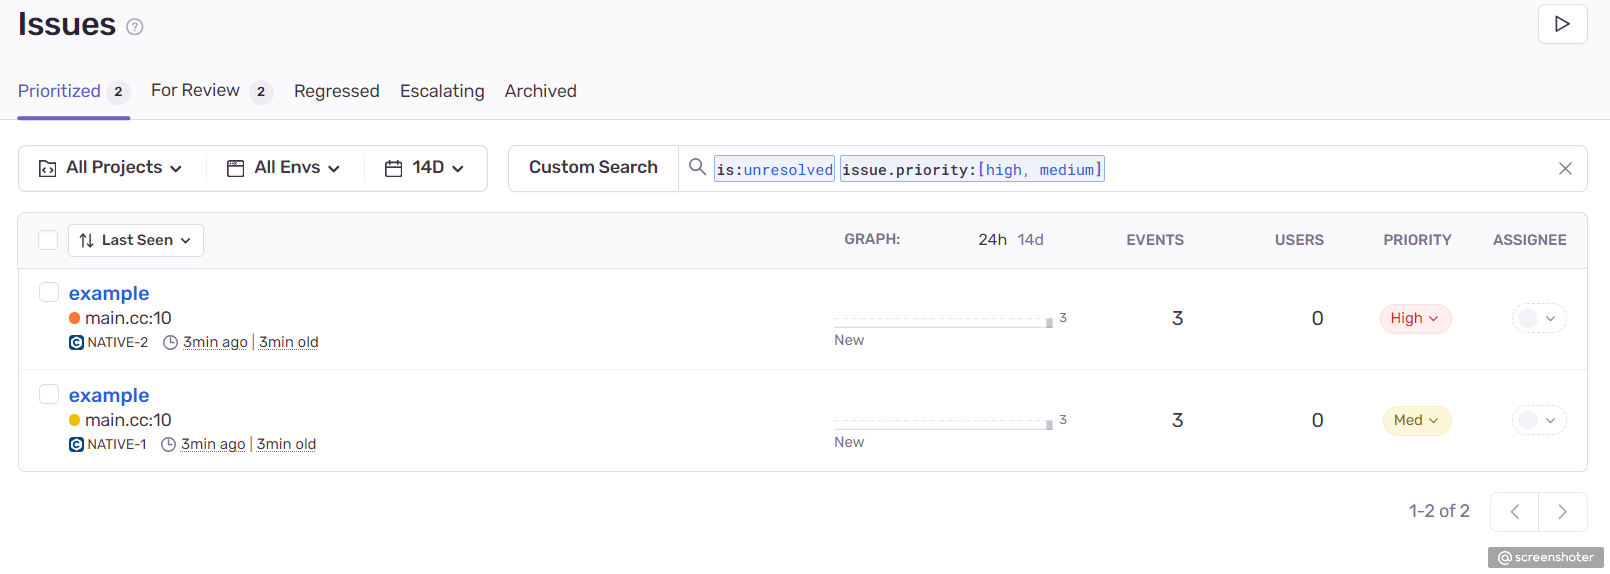 Issues ?
Prioritized 2 For Review 2 Regressed Escalating Archived
All Projects All Envs 14D Custom Search is:unresolved issue.priority:[high, medium]
Last Seen GRAPH: 24h 14d EVENTS USERS PRIORITY ASSIGNEE
example
main.cc:10
3 3 0 High
NATIVE-2 3min ago | 3min old
New
example
main.cc:10
3 3 0 Med
NATIVE-1 3min ago | 3min old
New
1-2 of 2
@screenshoter